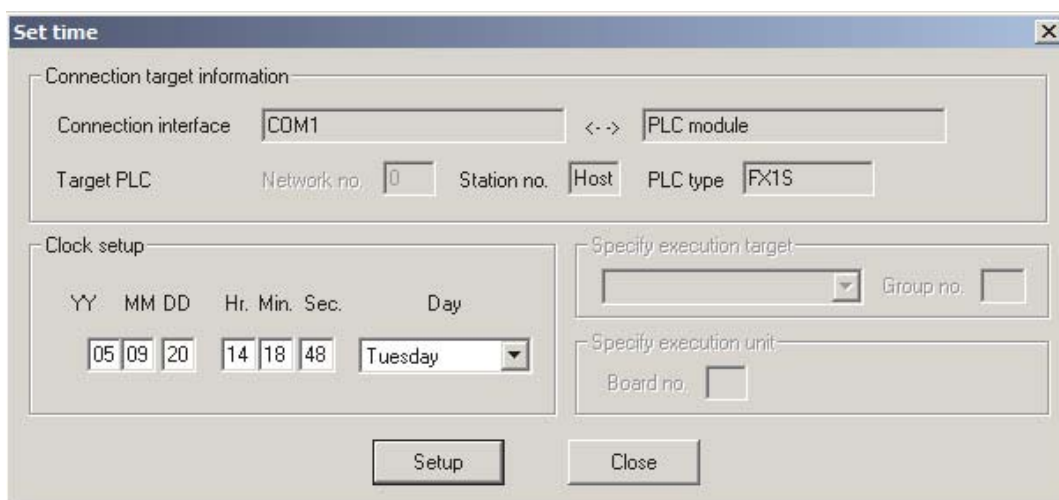 Set time
Connection target information
Connection interface COM1 <--> PLC module
Target PLC Network no. 0 Station no. Host PLC type FX1S
Clock setup
YY MM DD Hr. Min. Sec. Day
05 09 20 14 18 48 Tuesday
Specify execution target
Group no.
Specify execution unit
Board no.
Setup Close